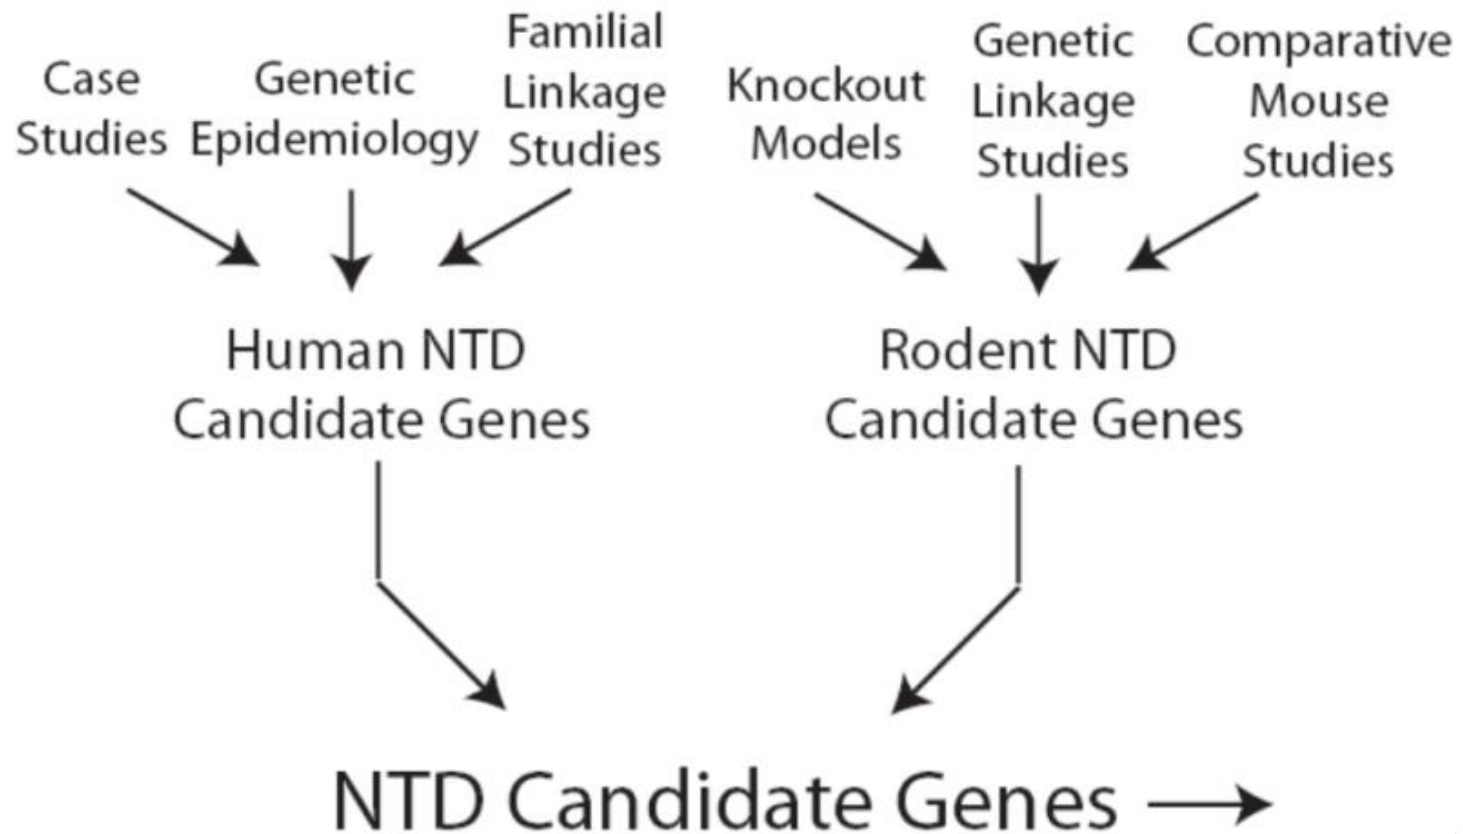 Case
Studies
Genetic
Epidemiology
Familial
Linkage
Studies
Knockout
Models
Genetic
Linkage
Studies
Comparative
Mouse
Studies
Human NTD
Candidate Genes
Rodent NTD
Candidate Genes
NTD Candidate Genes